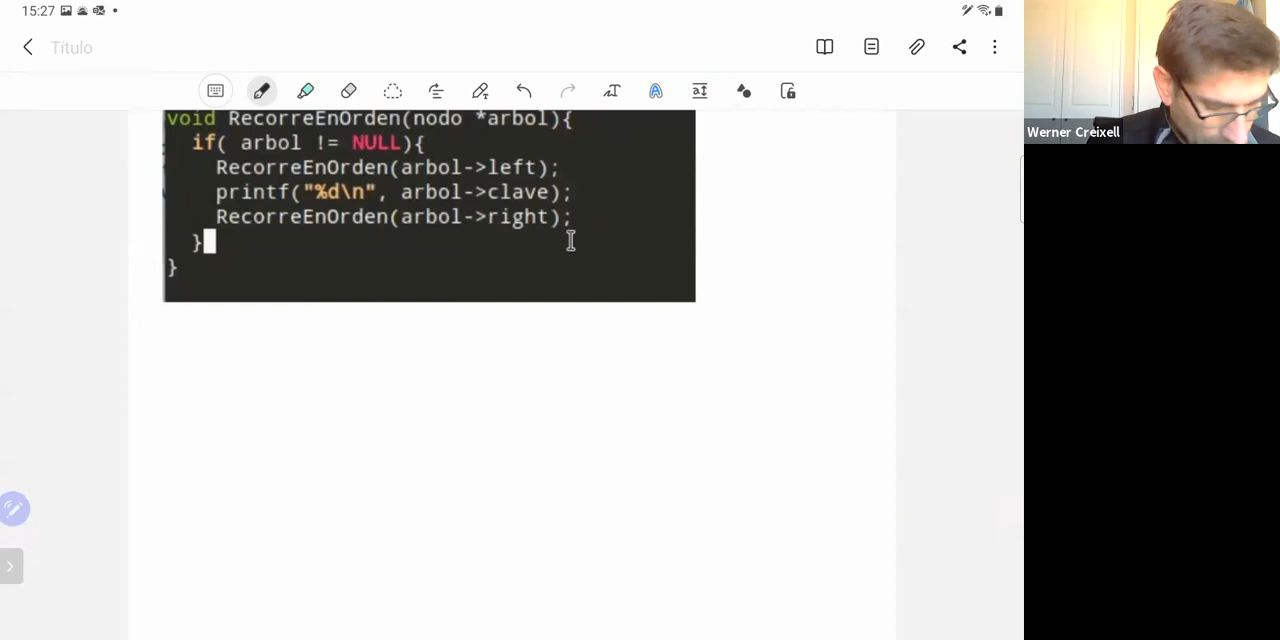 15:27
Título
void RecorreEnOrden(nodo *arbol){
if( arbol != NULL){
RecorreEnOrden(arbol->left);
printf("%d\n", arbol->clave);
RecorreEnOrden(arbol->right);
}
}
Werner Creixell